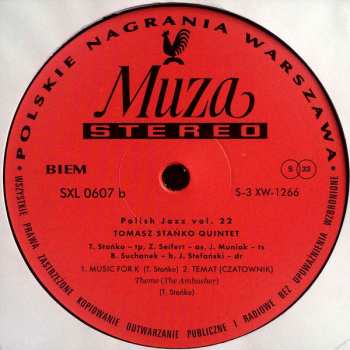 • POLSKIE NAGRANIA WARSZAWA •
Muza
STEREO
BIEM
S 33
SXL 0607 b
S-3 XW-1266
Polish Jazz vol. 22
TOMASZ STAŃKO QUINTET
T. Stańko – tp, Z. Seifert – as, J. Muniak – ts
B. Suchanek – b, J. Stefański – dr
1. MUSIC FOR K (T. Stańko) 2. TEMAT (CZATOWNIK)
Theme (The Ambusher)
(T. Stańko)
WSZYSTKIE PRAWA ZASTRZEŻONE KOPIOWANIE ODTWARZANIE PUBLICZNE I RADIOWE BEZ UPOWAŻNIENIA WZBRONIONE